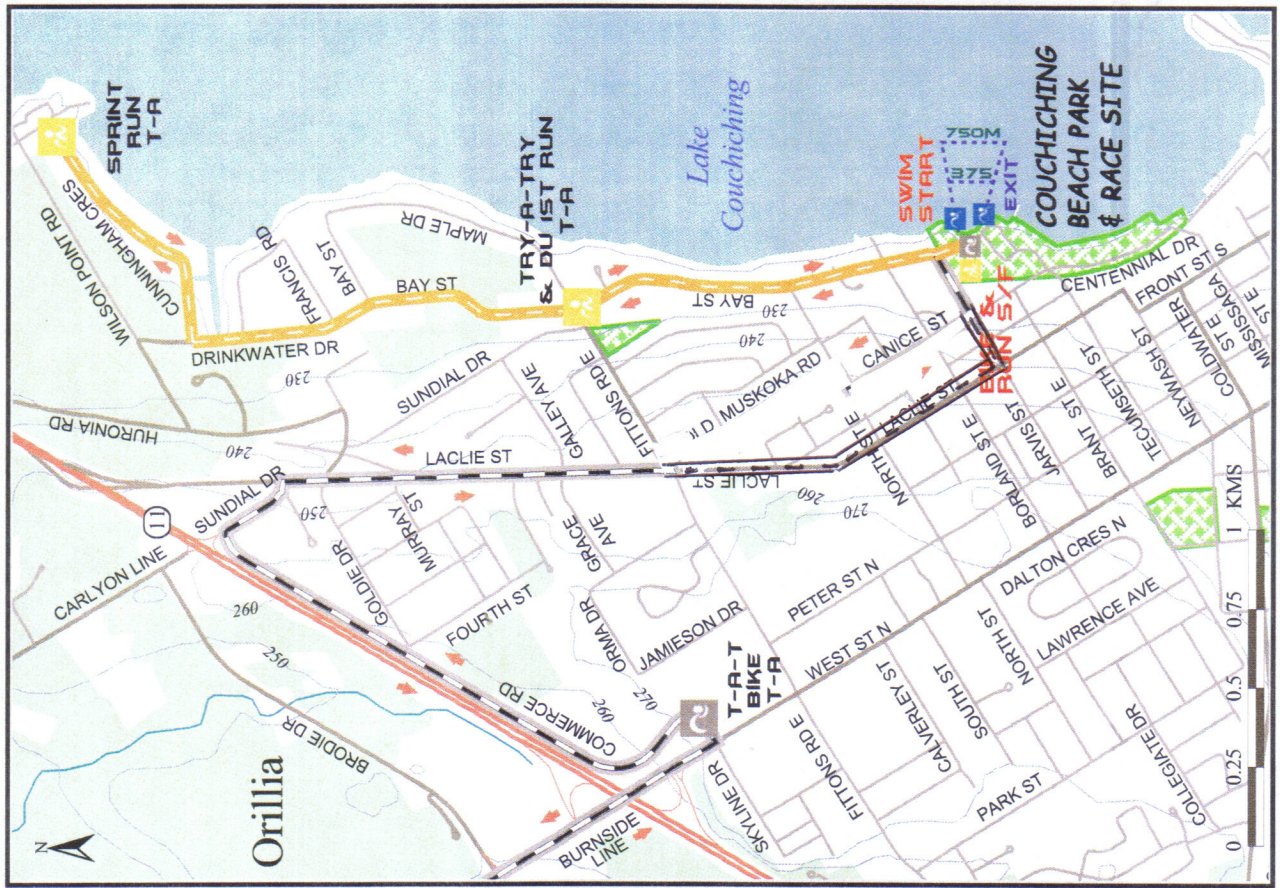 SPRINT
RUN
T-A
WILSON POINT RD
CUNNINGHAM CRES
FRANCIS RD
BAY ST
MAPLE DR
BAY ST
DRINKWATER DR
230
TRY-A-TRY
& DU 1ST RUN
T-A
Lake
Couchiching
SWIM
START
750M
375
EXIT
COUCHICHING
BEACH PARK
& RACE SITE
HURONIA RD
240
SUNDIAL DR
GALLEY AVE
FITTONS RD E
BAY ST
230
240
MUSKOKA RD
CANICE ST
CENTENNIAL DR
FRONT ST S
BIKE &
RUN S/F
LACLIE ST
LACLIE ST
LACLIE ST
11
SUNDIAL DR
CARLYON LINE
250
GOLDIE DR
MURRAY ST
FOURTH ST
GRACE AVE
ORMA DR
JAMIESON DR
260
270
NORTH ST E
BORLAND ST E
JARVIS ST
BRANT ST E
TECUMSETH ST
NEYWASH ST
COLDWATER
ST E
MISSISSAGA
ST E
260
250
BRODIE DR
COMMERCE RD
260
270
T-A-T
BIKE
T-A
PETER ST N
WEST ST N
DALTON CRES N
NORTH ST
LAWRENCE AVE
SOUTH ST
CALVERLEY ST
FITTONS RD E
SKYLINE DR
PARK ST
COLLEGIATE DR
BURNSIDE
LINE
Orillia
N
0 0.25 0.5 0.75 1 KMS